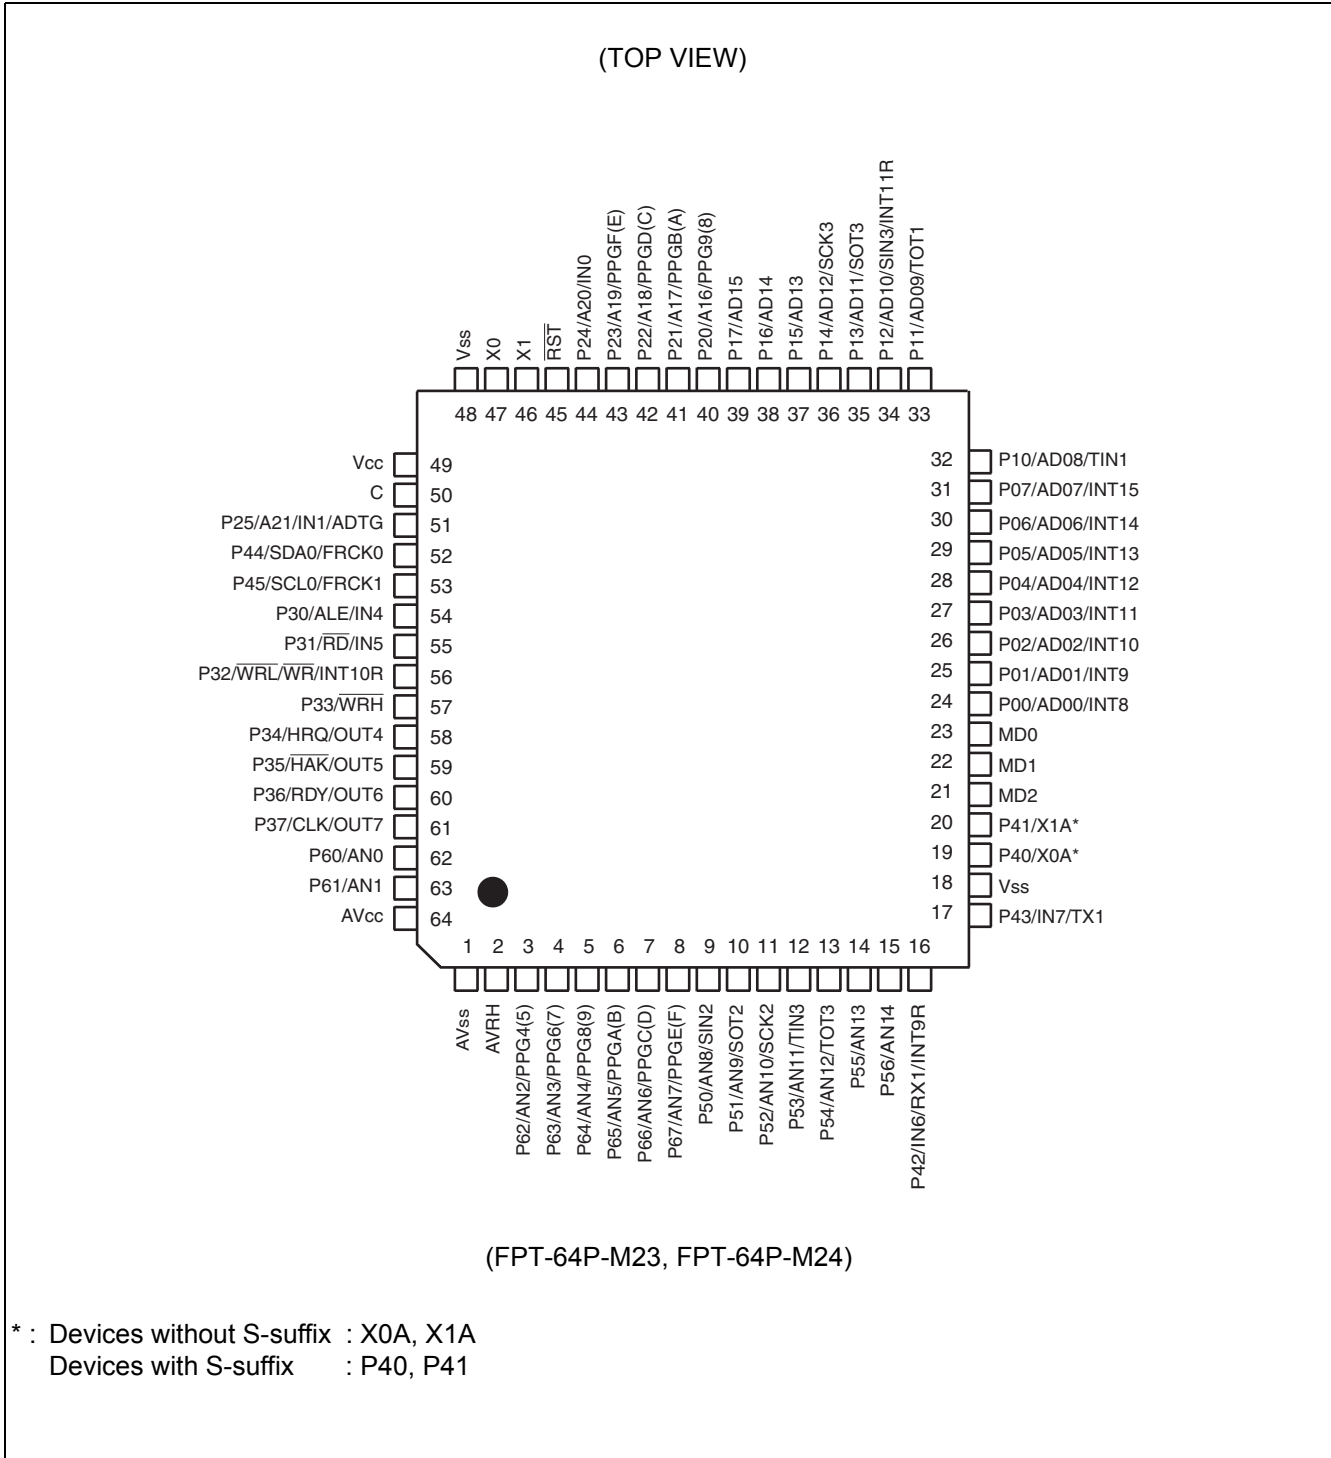 (TOP VIEW)
Vss
X0
X1
RST
P24/A20/IN0
P23/A19/PPGF(E)
P22/A18/PPGD(C)
P21/A17/PPGB(A)
P20/A16/PPG9(8)
P17/AD15
P16/AD14
P15/AD13
P14/AD12/SCK3
P13/AD11/SOT3
P12/AD10/SIN3/INT11R
P11/AD09/TOT1
48 47 46 45 44 43 42 41 40 39 38 37 36 35 34 33
Vcc 49
C 50
P25/A21/IN1/ADTG 51
P44/SDA0/FRCK0 52
P45/SCL0/FRCK1 53
P30/ALE/IN4 54
P31/RD/IN5 55
P32/WRL/WR/INT10R 56
P33/WRH 57
P34/HRQ/OUT4 58
P35/HAK/OUT5 59
P36/RDY/OUT6 60
P37/CLK/OUT7 61
P60/AN0 62
P61/AN1 63
AVcc 64
32 P10/AD08/TIN1
31 P07/AD07/INT15
30 P06/AD06/INT14
29 P05/AD05/INT13
28 P04/AD04/INT12
27 P03/AD03/INT11
26 P02/AD02/INT10
25 P01/AD01/INT9
24 P00/AD00/INT8
23 MD0
22 MD1
21 MD2
20 P41/X1A*
19 P40/X0A*
18 Vss
17 P43/IN7/TX1
1 2 3 4 5 6 7 8 9 10 11 12 13 14 15 16
AVss
AVRH
P62/AN2/PPG4(5)
P63/AN3/PPG6(7)
P64/AN4/PPG8(9)
P65/AN5/PPGA(B)
P66/AN6/PPGC(D)
P67/AN7/PPGE(F)
P50/AN8/SIN2
P51/AN9/SOT2
P52/AN10/SCK2
P53/AN11/TIN3
P54/AN12/TOT3
P55/AN13
P56/AN14
P42/IN6/RX1/INT9R
(FPT-64P-M23, FPT-64P-M24)
* : Devices without S-suffix : X0A, X1A
Devices with S-suffix : P40, P41